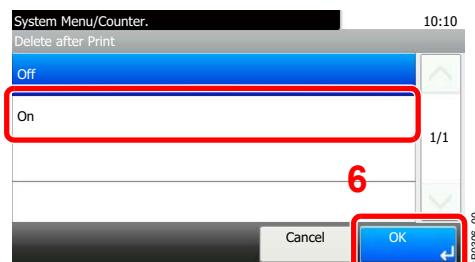 System Menu/Counter. 10:10
Delete after Print
Off
On
1/1
6
Cancel OK